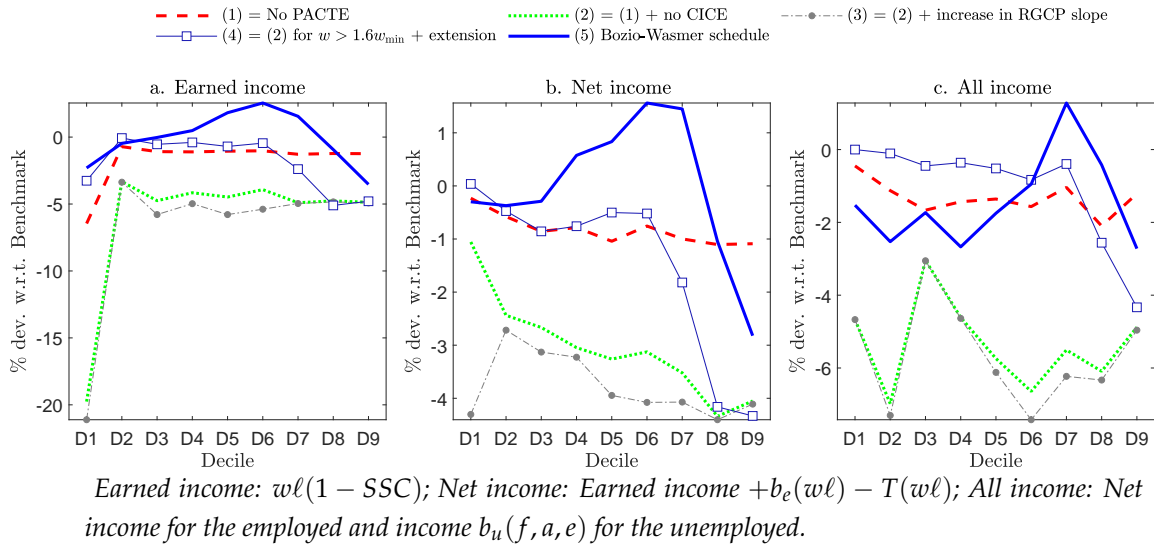 (1) = No PACTE (2) = (1) + no CICE (3) = (2) + increase in RGCP slope
(4) = (2) for w > 1.6w_min + extension (5) Bozio-Wasmer schedule
a. Earned income
% dev. w.r.t. Benchmark
0
-5
-10
-15
-20
D1 D2 D3 D4 D5 D6 D7 D8 D9
Decile
b. Net income
% dev. w.r.t. Benchmark
1
0
-1
-2
-3
-4
D1 D2 D3 D4 D5 D6 D7 D8 D9
Decile
c. All income
% dev. w.r.t. Benchmark
0
-2
-4
-6
D1 D2 D3 D4 D5 D6 D7 D8 D9
Decile
Earned income: wℓ(1 − SSC); Net income: Earned income +b_e(wℓ) − T(wℓ); All income: Net
income for the employed and income b_u(f, a, e) for the unemployed.